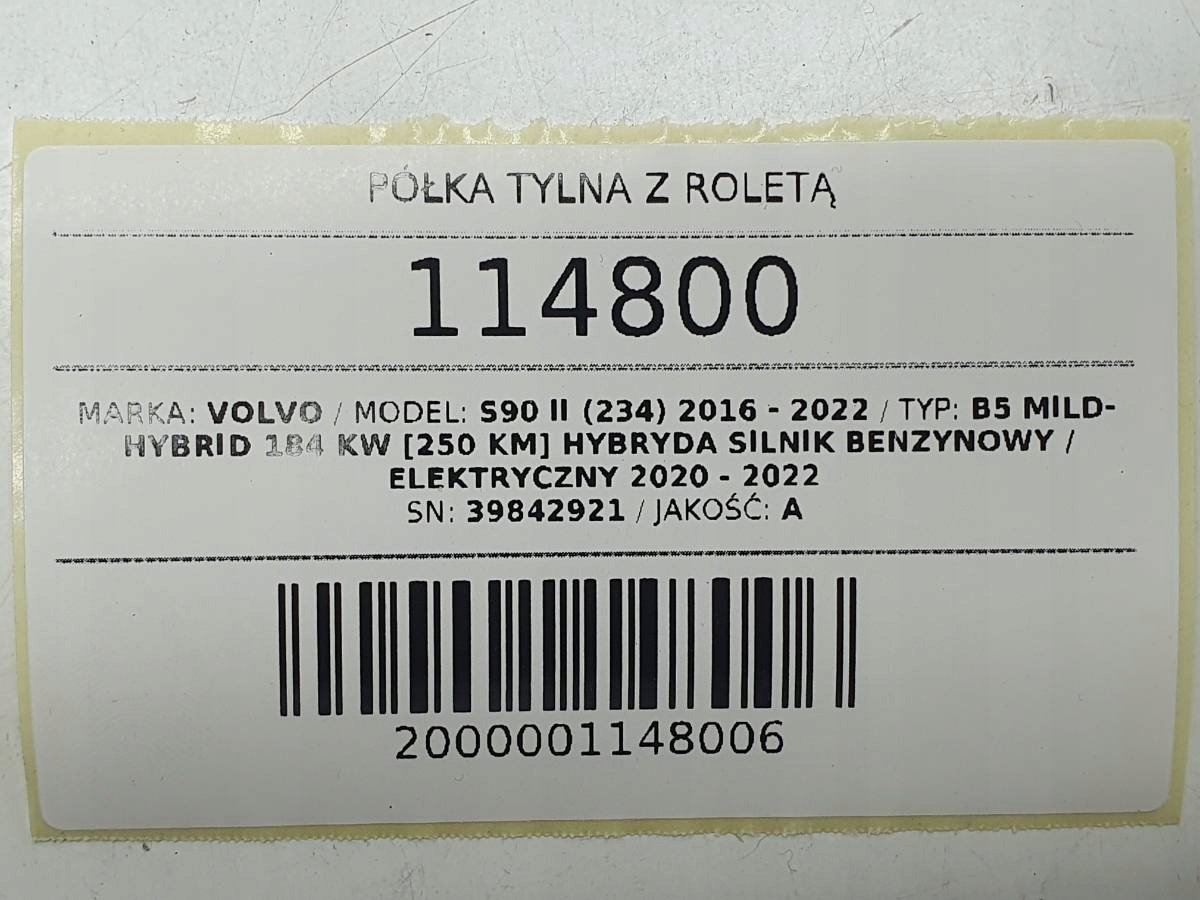 PÓŁKA TYLNA Z ROLETĄ
114800
MARKA: VOLVO / MODEL: S90 II (234) 2016 - 2022 / TYP: B5 MILD-
HYBRID 184 KW [250 KM] HYBRYDA SILNIK BENZYNOWY /
ELEKTRYCZNY 2020 - 2022
SN: 39842921 / JAKOŚĆ: A
2000001148006